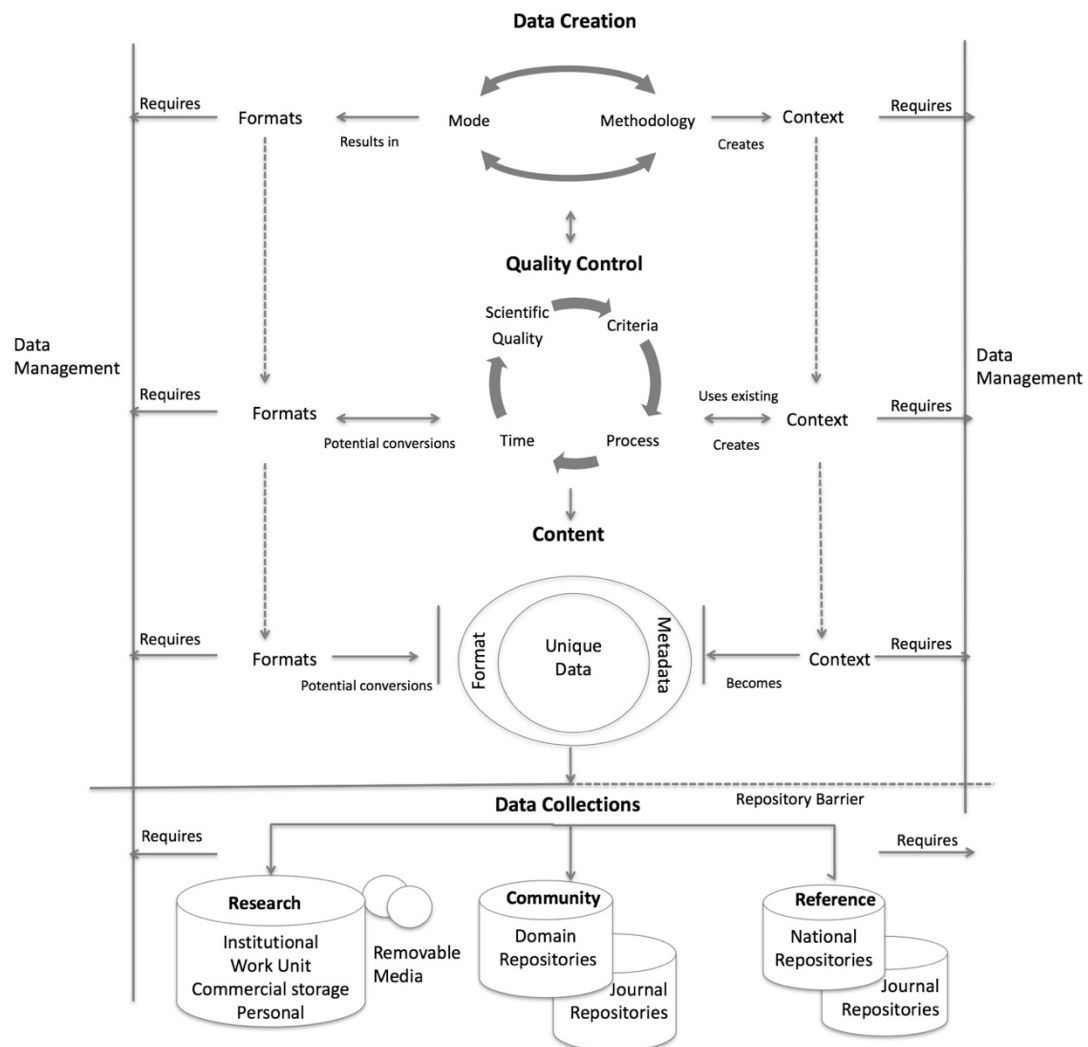 Data Creation
Requires
Formats
Results in
Mode
Methodology
Creates
Context
Requires
Quality Control
Scientific
Quality
Criteria
Data
Management
Data
Management
Requires
Formats
Potential conversions
Time
Process
Uses existing
Creates
Context
Requires
Content
Requires
Formats
Potential conversions
Format
Unique
Data
Metadata
Becomes
Context
Requires
Repository Barrier
Data Collections
Requires
Requires
Research
Institutional
Work Unit
Commercial storage
Personal
Removable
Media
Community
Domain
Repositories
Journal
Repositories
Reference
National
Repositories
Journal
Repositories